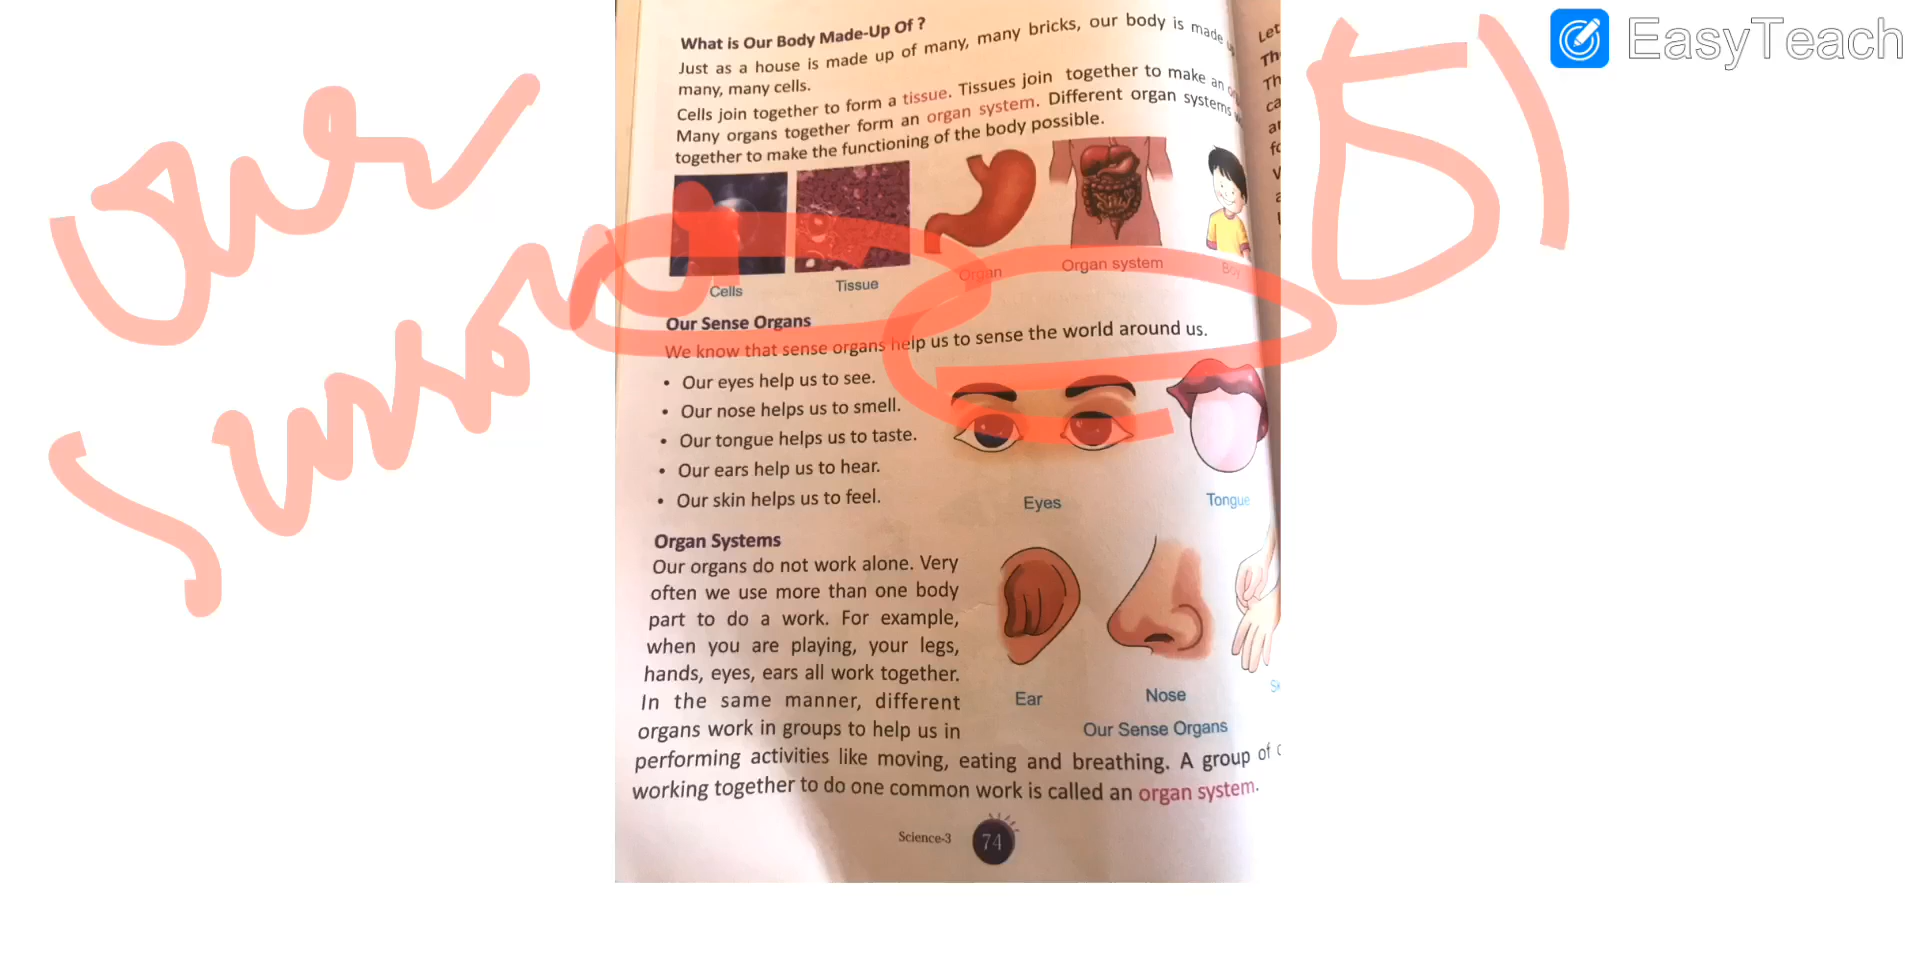 EasyTeach
What is Our Body Made-Up Of ?
Just as a house is made up of many, many bricks, our body is made
many, many cells.
Cells join together to form a tissue. Tissues join together to make an
Many organs together form an organ system. Different organ systems
together to make the functioning of the body possible.
Cells
Tissue
Organ
Organ system
Boy
Our Sense Organs
We know that sense organs help us to sense the world around us.
• Our eyes help us to see.
• Our nose helps us to smell.
• Our tongue helps us to taste.
• Our ears help us to hear.
• Our skin helps us to feel.
Eyes
Tongue
Organ Systems
Our organs do not work alone. Very
often we use more than one body
part to do a work. For example,
when you are playing, your legs,
hands, eyes, ears all work together.
In the same manner, different
organs work in groups to help us in
performing activities like moving, eating and breathing. A group of
working together to do one common work is called an organ system.
Ear
Nose
Our Sense Organs
Science-3
74
Our
5)